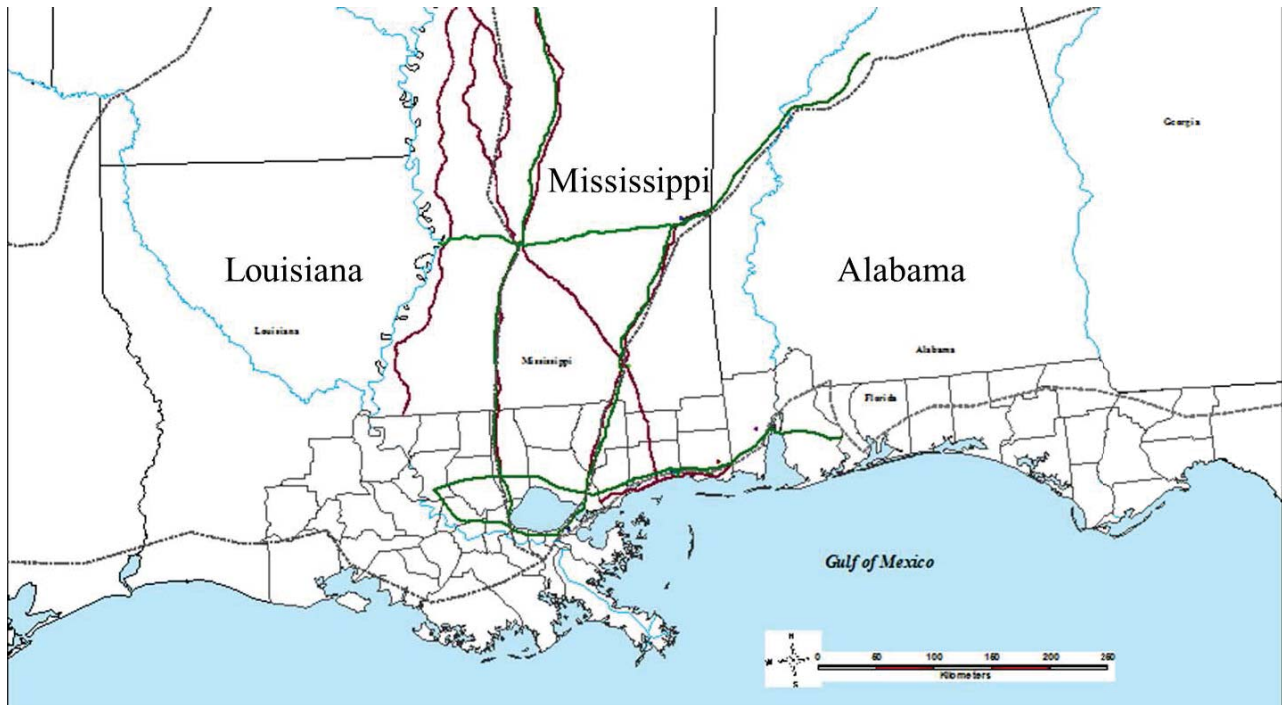 Georgia
Mississippi
Louisiana
Alabama
Louisiana
Mississippi
Alabama
Florida
Gulf of Mexico
N
W
E
S
0 50 100 150 200 250
Kilometers